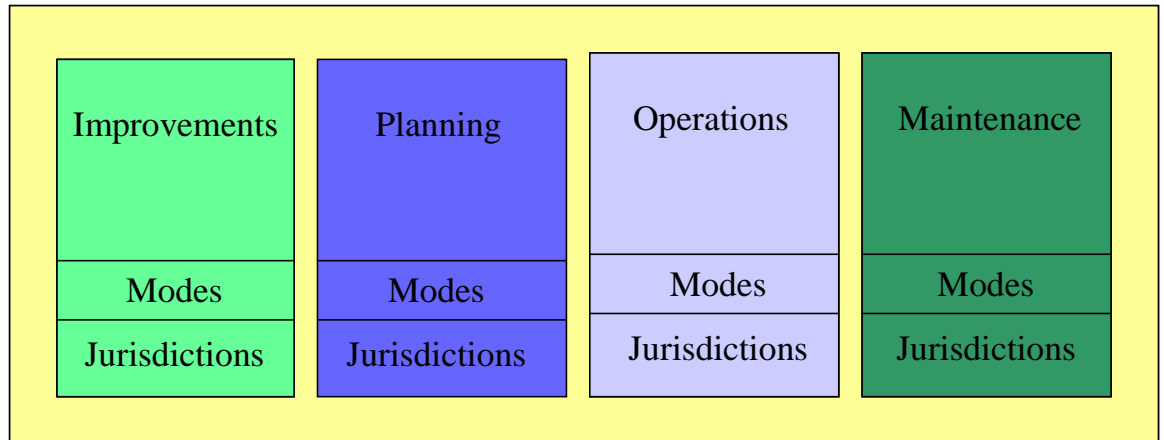 Improvements
Modes
Jurisdictions
Planning
Modes
Jurisdictions
Operations
Modes
Jurisdictions
Maintenance
Modes
Jurisdictions